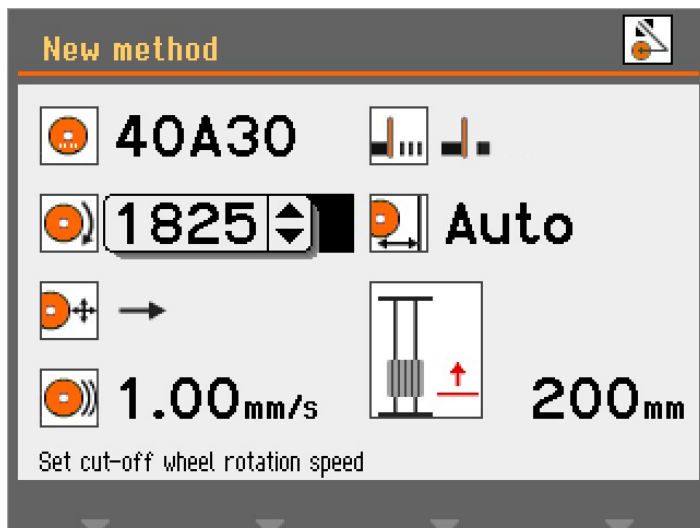 New method
40A30
1825
Auto
1.00mm/s
200mm
Set cut-off wheel rotation speed